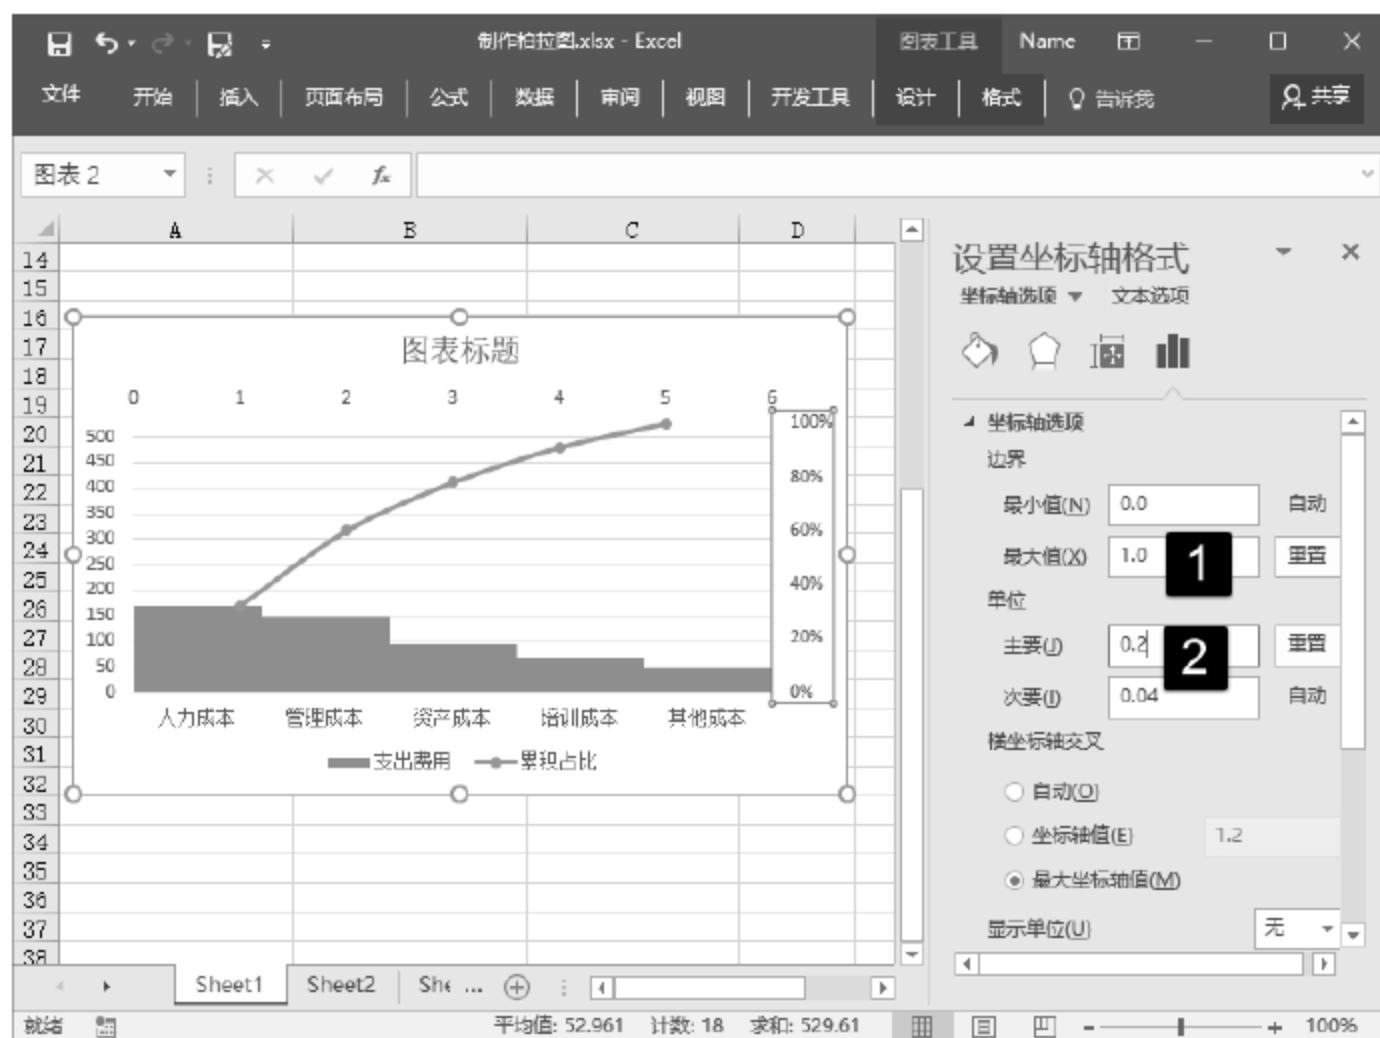 制作柏拉图.xlsx - Excel
图表工具
Name
文件 开始 插入 页面布局 公式 数据 审阅 视图 开发工具 设计 格式 告诉我 共享
图表 2
fx
A B C D
14
15
16
17
18
19
20
21
22
23
24
25
26
27
28
29
30
31
32
33
34
35
36
37
38
图表标题
0 1 2 3 4 5 6
500
450
400
350
300
250
200
150
100
50
0
100%
80%
60%
40%
20%
0%
人力成本 管理成本 资产成本 培训成本 其他成本
支出费用 累积占比
设置坐标轴格式
坐标轴选项 文本选项
坐标轴选项
边界
最小值(N) 0.0 自动
最大值(X) 1.0 1 重置
单位
主要(J) 0.2 2 重置
次要(I) 0.04 自动
横坐标轴交叉
自动(O)
坐标轴值(E) 1.2
最大坐标轴值(M)
显示单位(U) 无
Sheet1 Sheet2 She ...
就绪 平均值: 52.961 计数: 18 求和: 529.61 100%